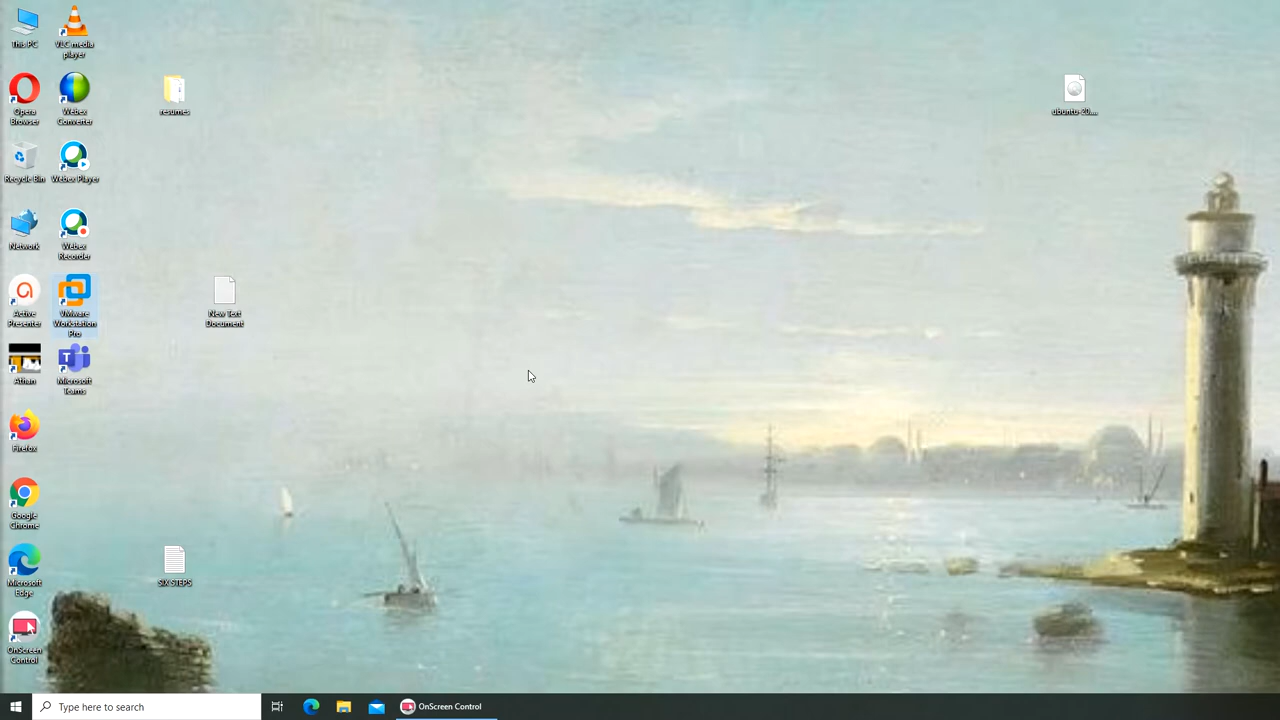 This PC
VLC media
player
Opera
Browser
Webex
Converter
resumes
ubuntu-20....
Recycle Bin
Webex Player
Network
Webex
Recorder
Active
Presenter
VMware
Workstation
Pro
New Text
Document
Athan
Microsoft
Teams
Firefox
Google
Chrome
Microsoft
Edge
SIX STEPS
OnScreen
Control
Type here to search
OnScreen Control